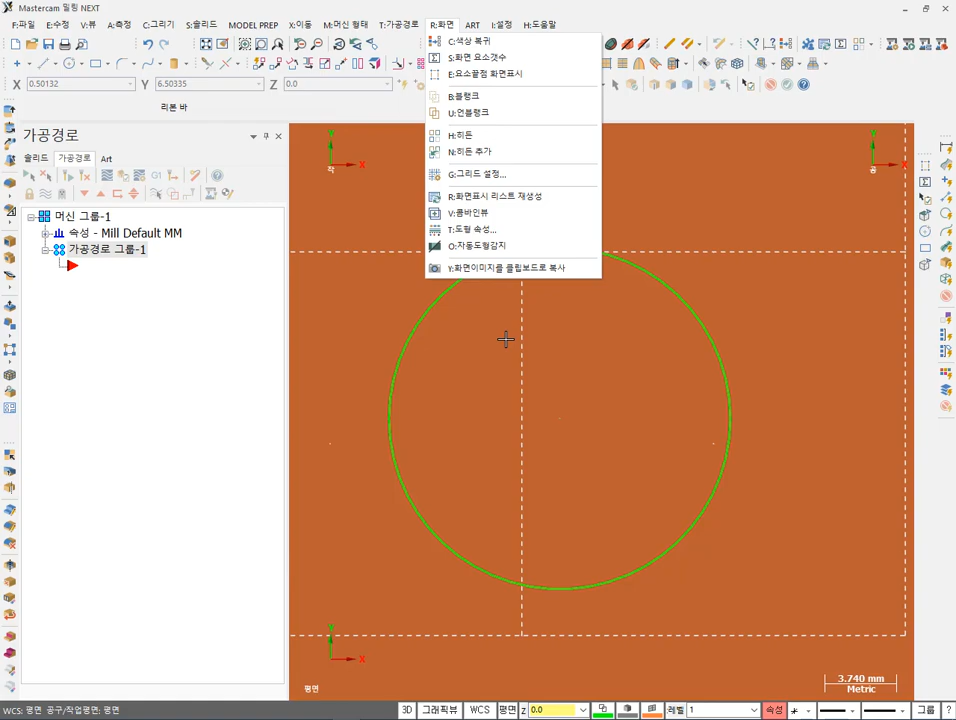 Mastercam 밀링 NEXT
F:파일 E:수정 V:뷰 A:측정 C:그리기 S:솔리드 MODEL PREP X:이동 M:머신 형태 T:가공경로 R:화면 ART I:설정 H:도움말
X 0.50132 Y 6.50335 Z 0.0
리본 바
C:색상 복귀
S:화면 요소갯수
E:요소끝점 화면표시
B:블랭크
U:언블랭크
H:히든
N:히든 추가
G:그리드 설정...
R:화면표시 리스트 재생성
V:콤바인뷰
T:도형 속성...
O:자동도형감지
Y:화면이미지를 클립보드로 복사
가공경로
솔리드 가공경로 Art
G1
머신 그룹-1
속성 - Mill Default MM
가공경로 그룹-1
Y
X
Y
X
공
Y
X
평면
3.740 mm
Metric
WCS: 평면 공구/작업평면: 평면
3D 그래픽뷰 WCS 평면 Z 0.0 레벨 1 속성 그룹 ?